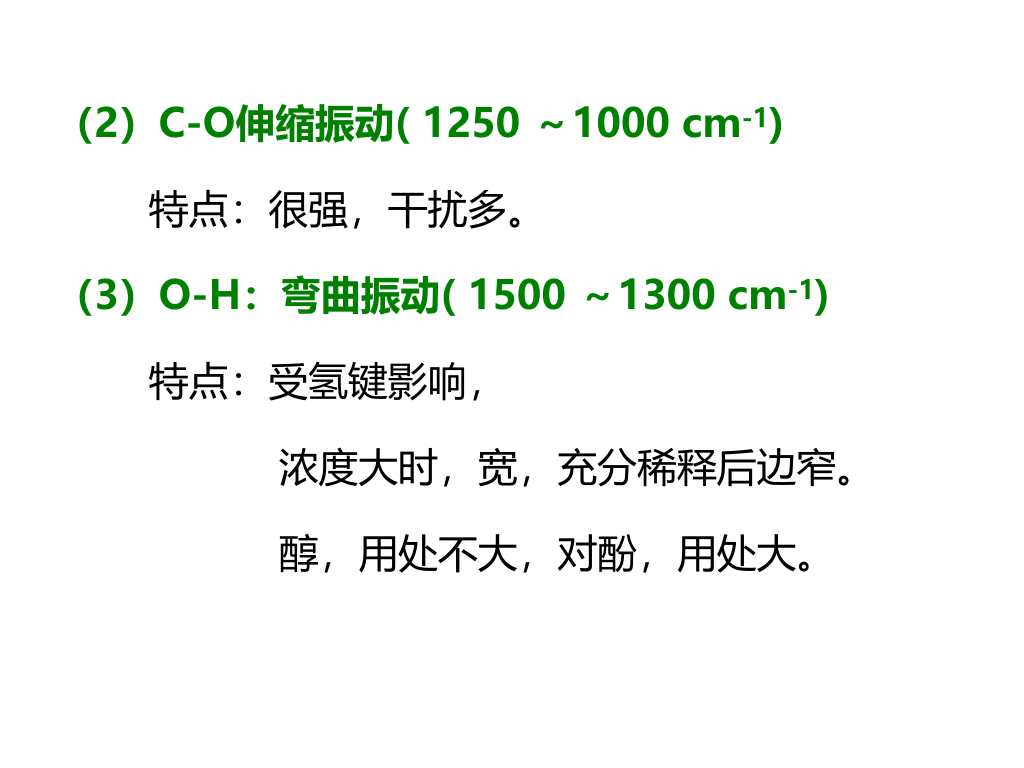 (2）C-O伸缩振动( 1250 ～1000 cm-1)
特点：很强，干扰多。
(3）O-H：弯曲振动( 1500 ～1300 cm-1)
特点：受氢键影响，
浓度大时，宽，充分稀释后边窄。
醇，用处不大，对酚，用处大。